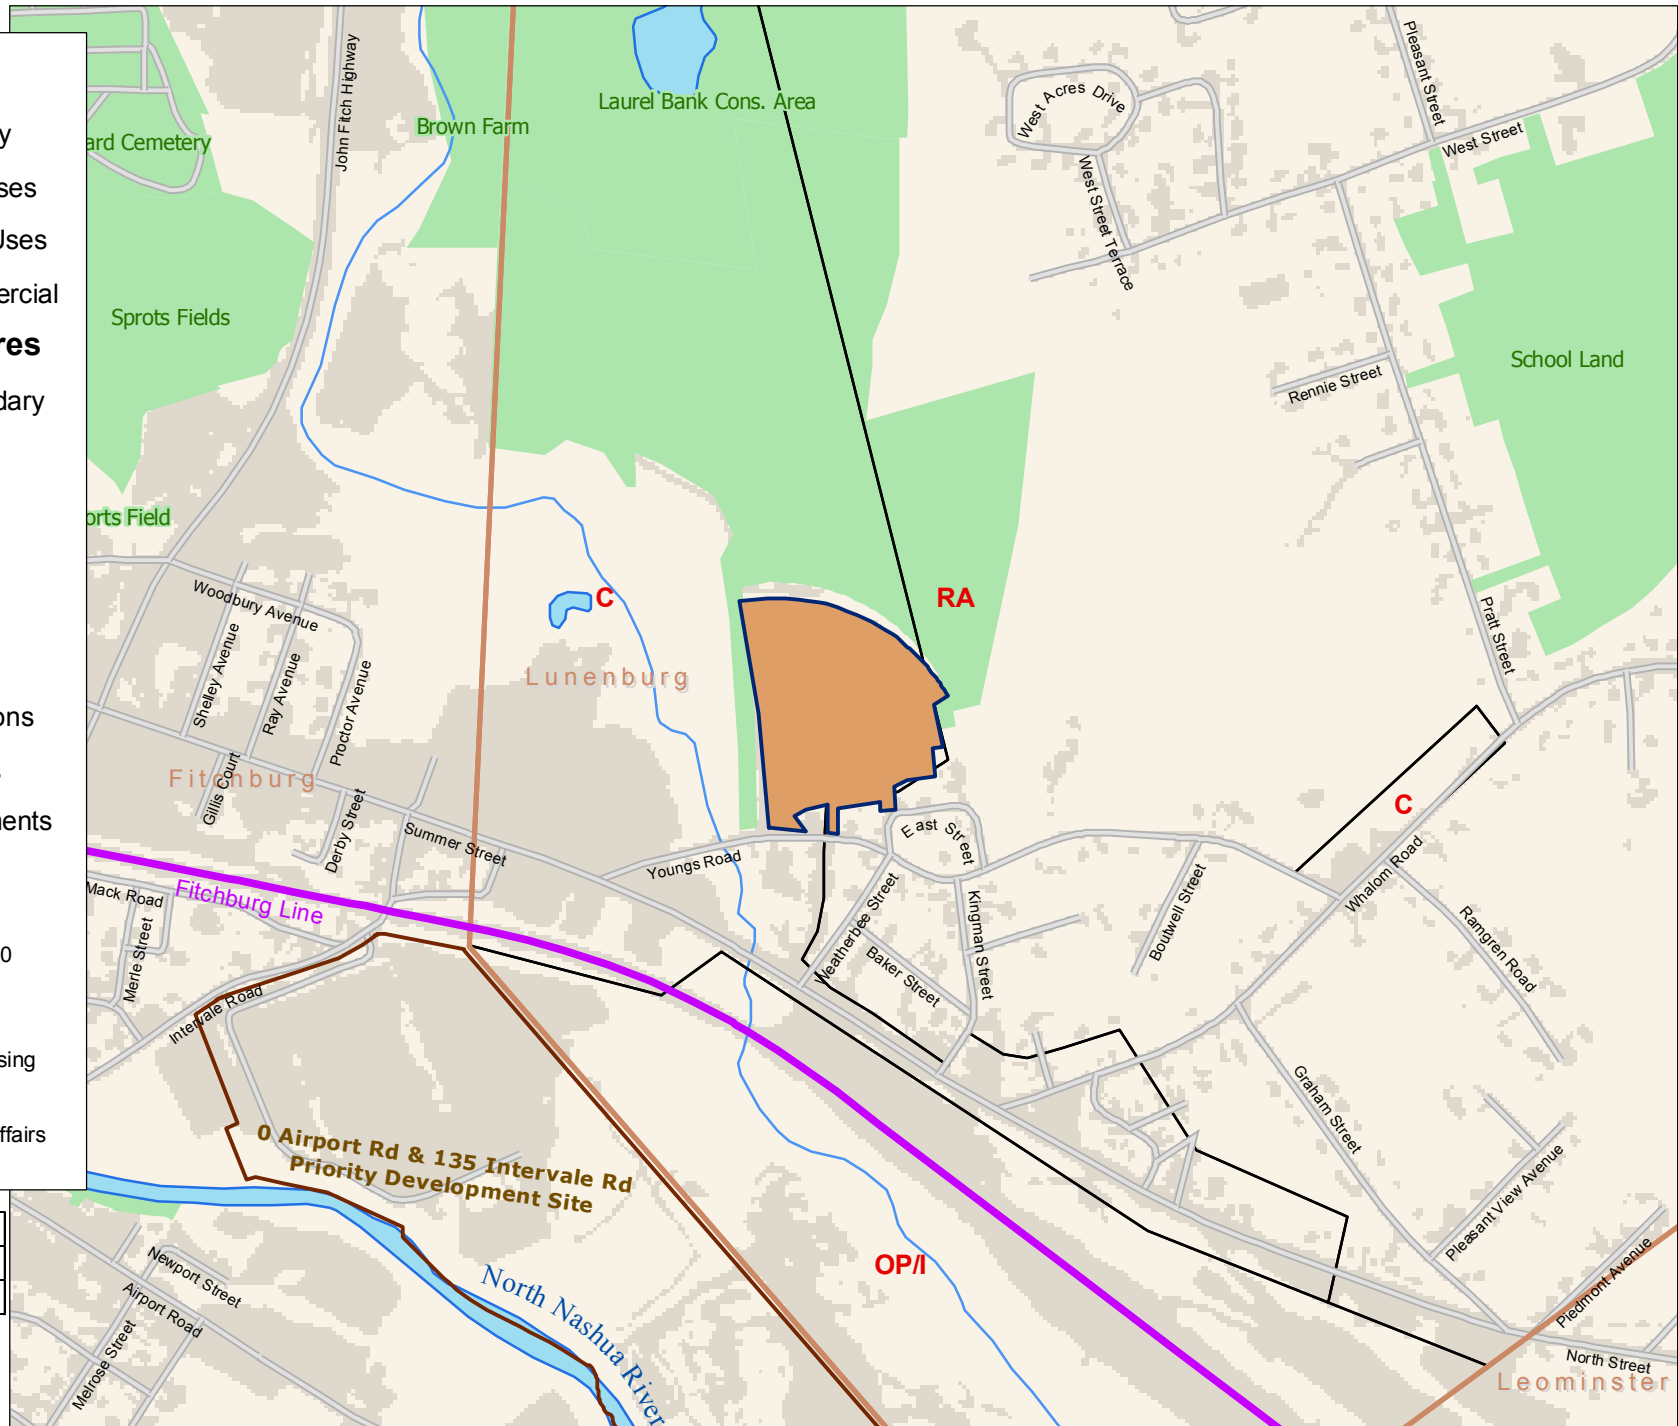 y
ses
Uses
ercial
res
dary
ons
s
nents
0
sing
ffairs
ard Cemetery
Sprots Fields
orts Field
John Fitch Highway
Brown Farm
Laurel Bank Cons. Area
West Acres Drive
West Street Terrace
Pleasant Street
West Street
School Land
Rennie Street
Pratt Street
Woodbury Avenue
Shelley Avenue
Ray Avenue
Proctor Avenue
Gillis Court
Derby Street
Fitchburg
Lunenburg
C
RA
C
Summer Street
Youngs Road
East Street
Whalom Road
Boutwell Street
Kingman Street
Weatherbee Street
Baker Street
Ramgren Road
Mack Road
Fitchburg Line
Merle Street
Intervale Road
Graham Street
Pleasant View Avenue
Piedmont Avenue
0 Airport Rd & 135 Intervale Rd
Priority Development Site
OP/I
North Nashua River
Newport Street
Airport Road
Melrose Street
North Street
Leominster